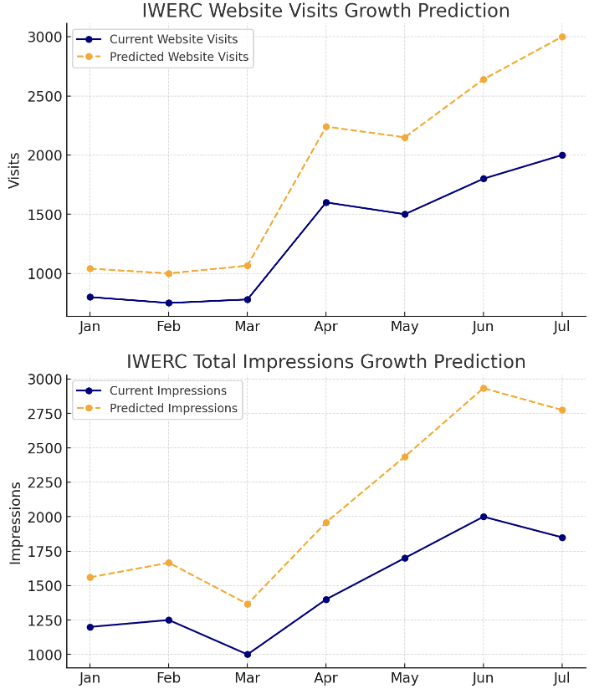 IWERC Website Visits Growth Prediction
Current Website Visits
Predicted Website Visits
Visits
3000
2500
2000
1500
1000
Jan Feb Mar Apr May Jun Jul
IWERC Total Impressions Growth Prediction
Current Impressions
Predicted Impressions
Impressions
3000
2750
2500
2250
2000
1750
1500
1250
1000
Jan Feb Mar Apr May Jun Jul